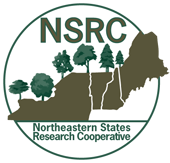 NSRC
Northeastern States
Research Cooperative